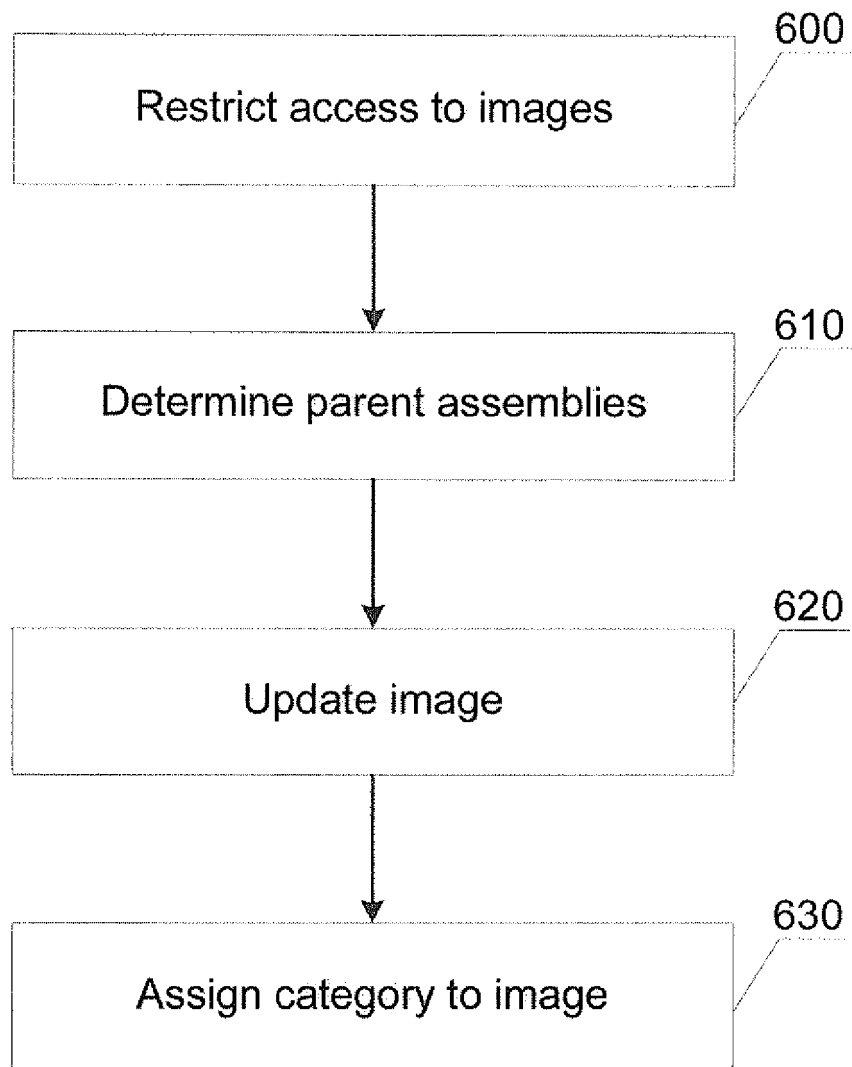 600
Restrict access to images
610
Determine parent assemblies
620
Update image
630
Assign category to image